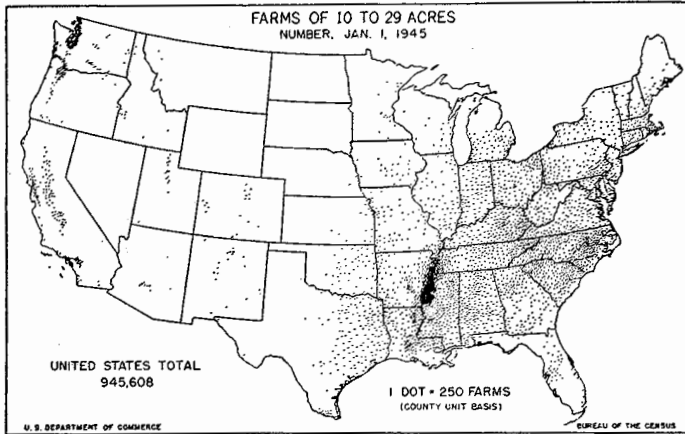 FARMS OF 10 TO 29 ACRES
NUMBER, JAN. 1, 1945
UNITED STATES TOTAL
945,608
1 DOT = 250 FARMS
(COUNTY UNIT BASIS)
U. S. DEPARTMENT OF COMMERCE
BUREAU OF THE CENSUS